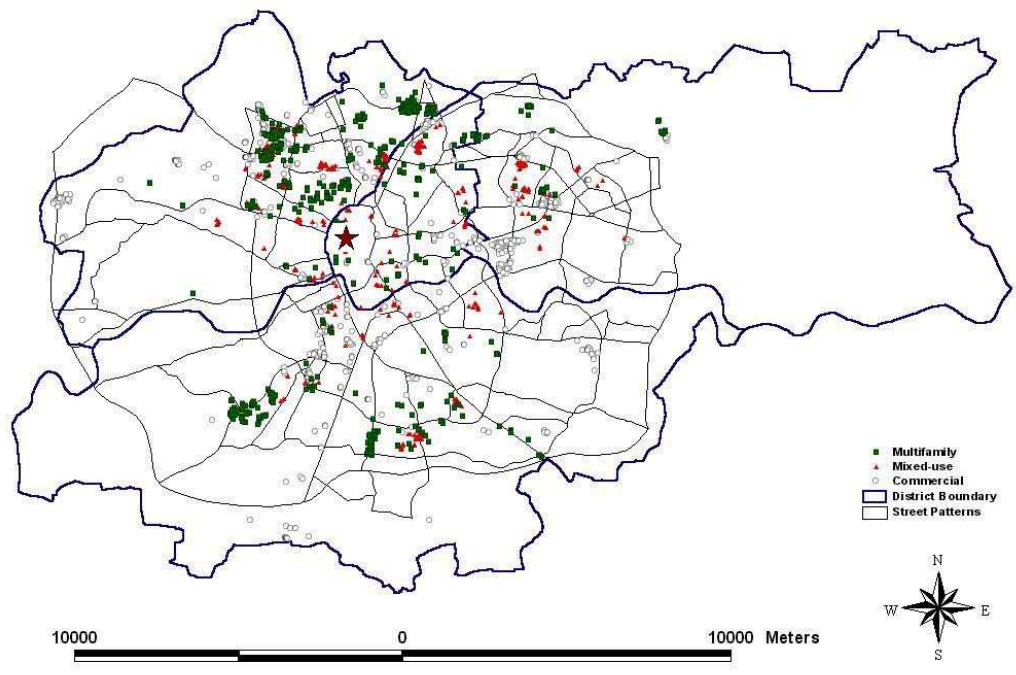 Multifamily
Mixed-use
Commercial
District Boundary
Street Patterns
N
W E
S
10000 0 10000 Meters